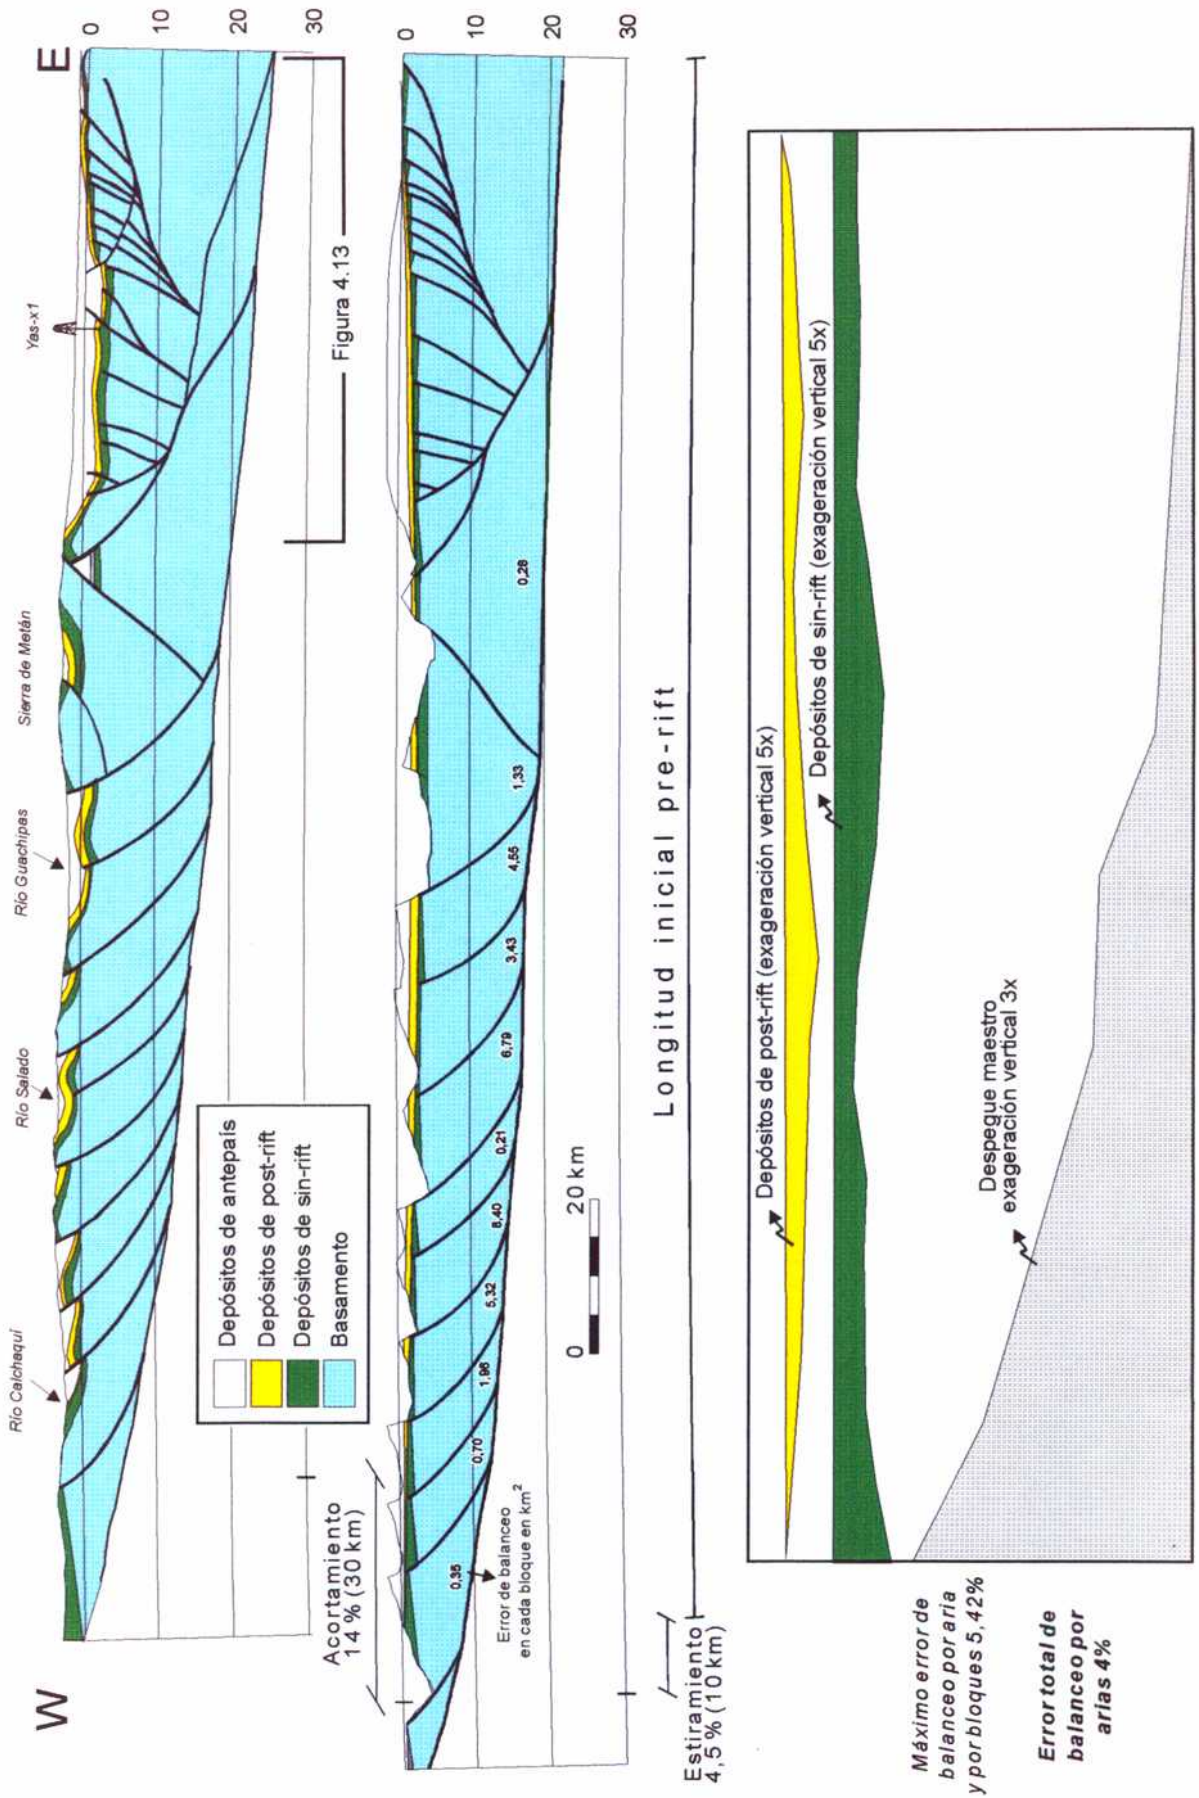 W
E
Río Calchaquí
Río Salado
Río Guachipas
Sierra de Metán
Yas-x1
0
10
20
30
Figura 4.13
Depósitos de antepaís
Depósitos de post-rift
Depósitos de sin-rift
Basamento
Acortamiento
14 % (30 km)
0
10
20
30
0,35
0,70
1,96
5,32
8,40
0,21
6,79
3,43
4,55
1,33
0,28
Error de balanceo
en cada bloque en km2
0
20 km
Estiramiento
4,5 % (10 km)
Longitud inicial pre-rift
Depósitos de post-rift (exageración vertical 5x)
Depósitos de sin-rift (exageración vertical 5x)
Despegue maestro
exageración vertical 3x
Máximo error de
balanceo por aria
y por bloques 5,42%
Error total de
balanceo por
arias 4%